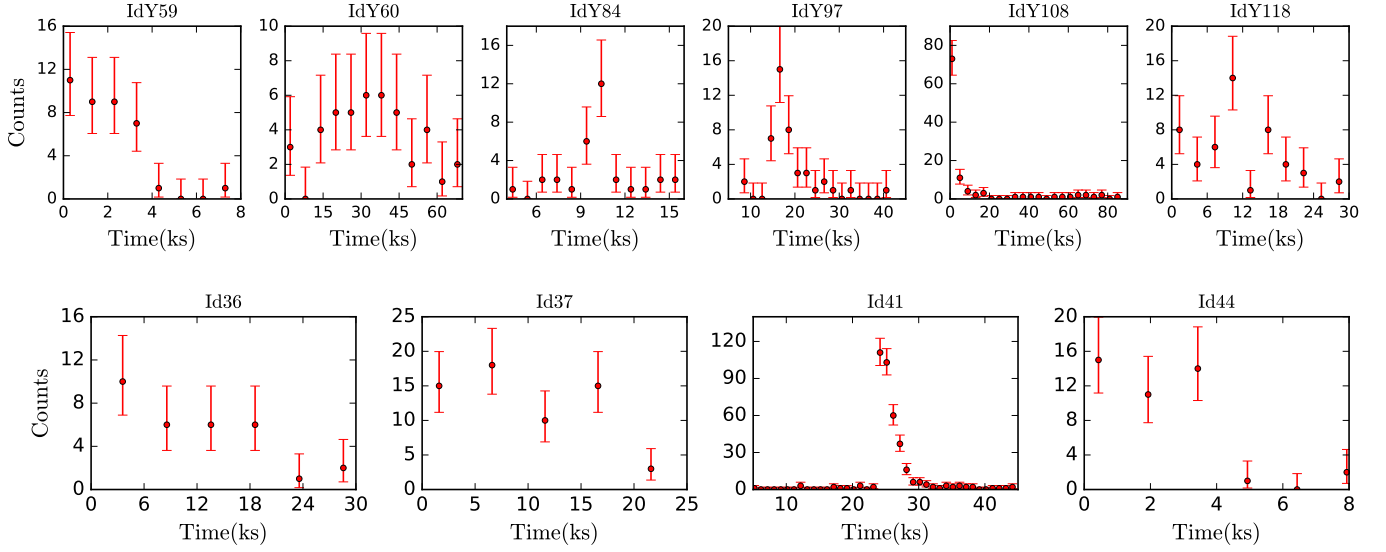 IdY59 IdY60 IdY84 IdY97 IdY108 IdY118
16 12 8 4 0
10 8 6 4 2 0
16 12 8 4 0
20 16 12 8 4 0
80 60 40 20 0
20 16 12 8 4 0
Counts
0 2 4 6 8
0 15 30 45 60
6 9 12 15
10 20 30 40
0 20 40 60 80
0 6 12 18 24 30
Time(ks) Time(ks) Time(ks) Time(ks) Time(ks) Time(ks)
Id36 Id37 Id41 Id44
16 12 8 4 0
25 20 15 10 5 0
120 90 60 30 0
20 16 12 8 4 0
Counts
0 6 12 18 24 30
0 5 10 15 20 25
10 20 30 40
0 2 4 6 8
Time(ks) Time(ks) Time(ks) Time(ks)